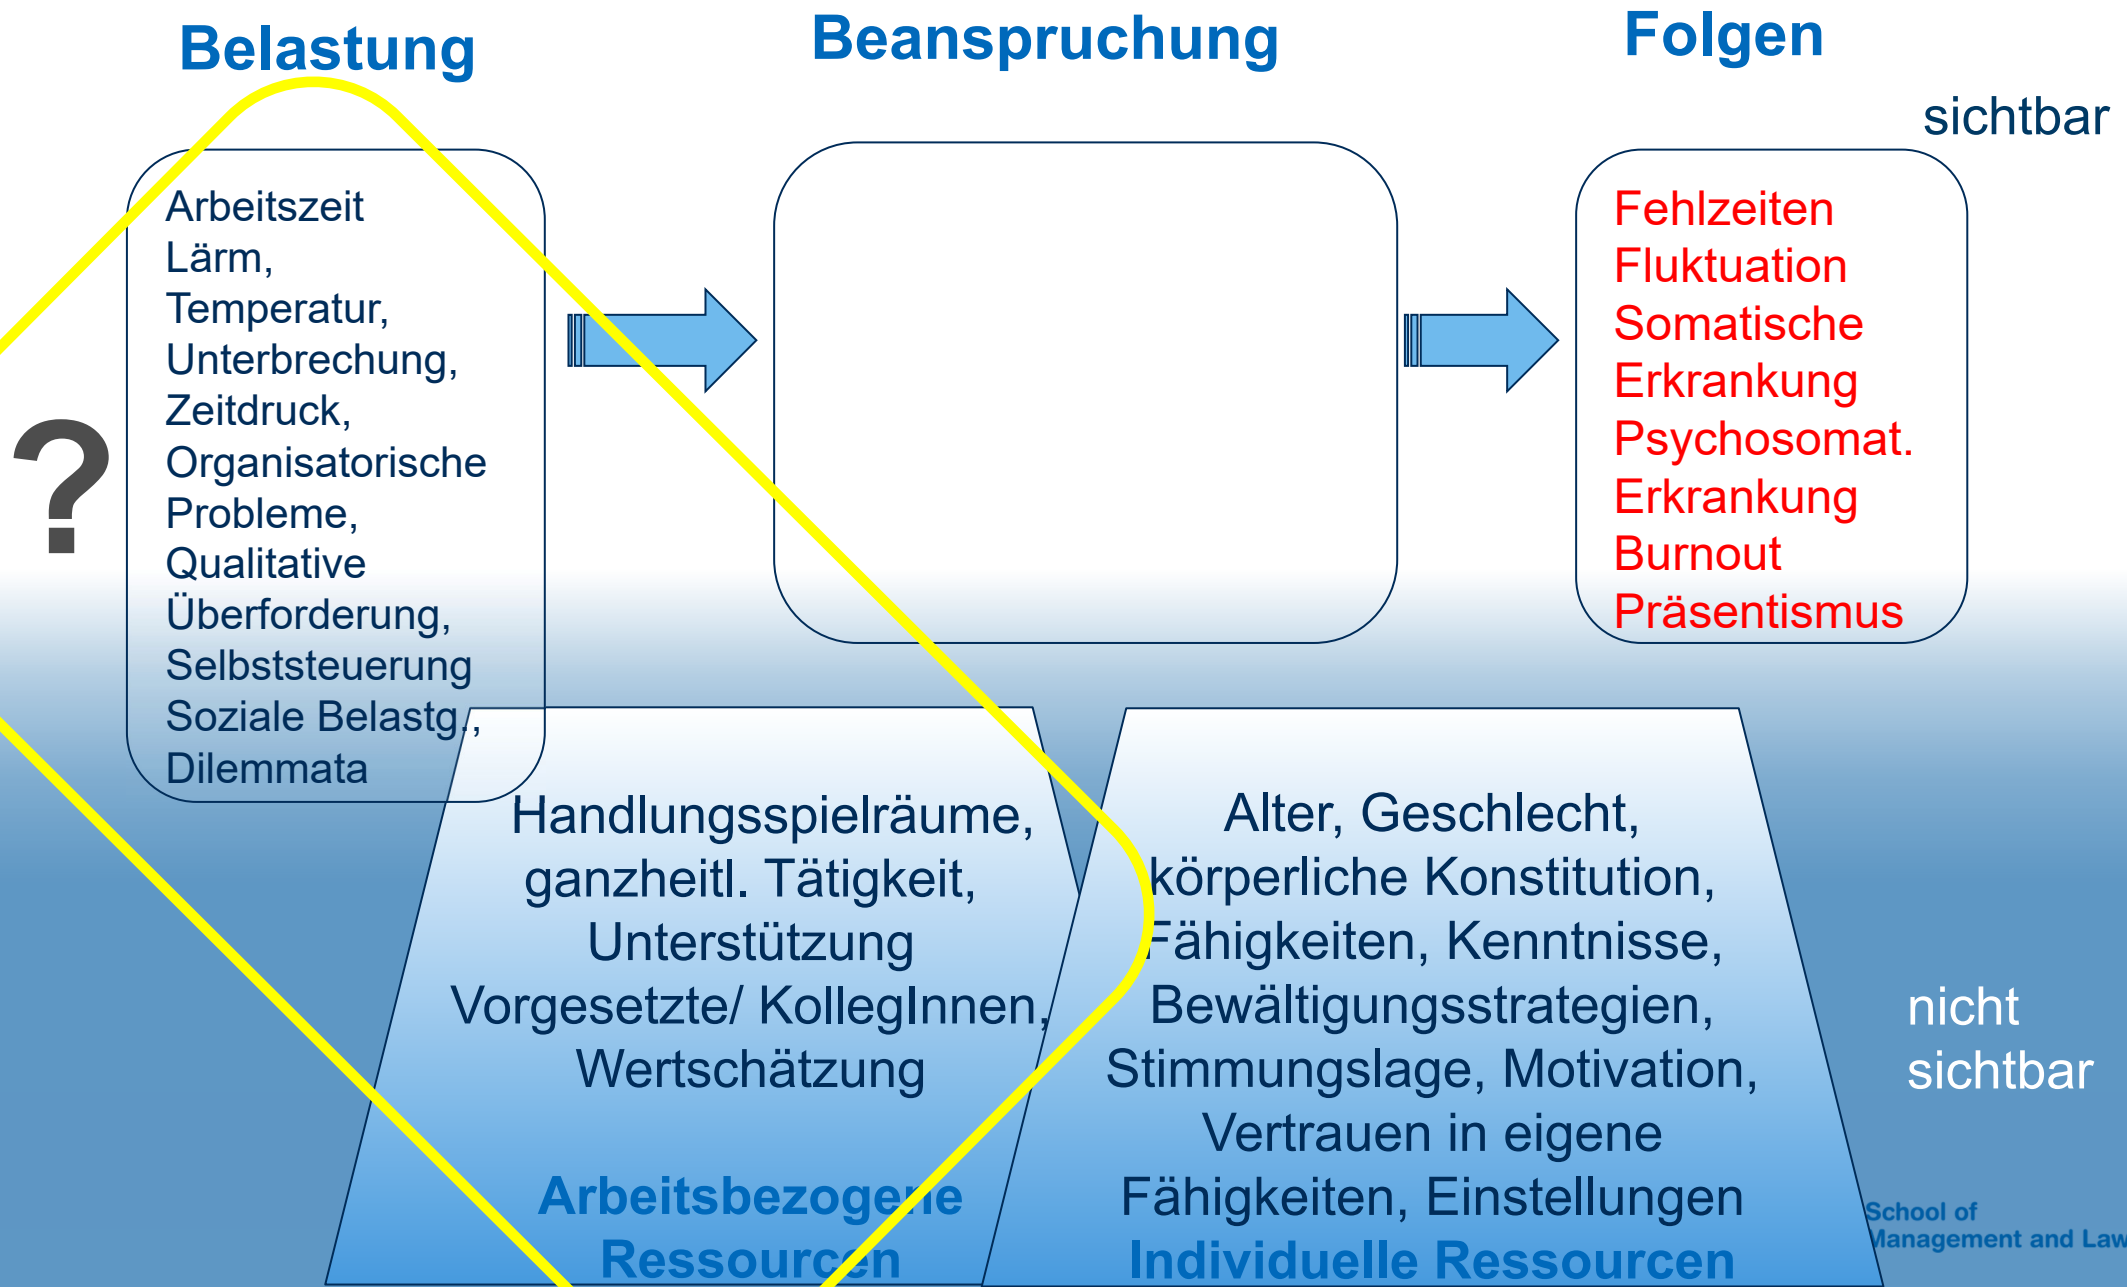 Belastung
Beanspruchung
Folgen
sichtbar
Arbeitszeit
Lärm,
Temperatur,
Unterbrechung,
Zeitdruck,
Organisatorische
Probleme,
Qualitative
Überforderung,
Selbststeuerung
Soziale Belastg.,
Dilemmata
?
Fehlzeiten
Fluktuation
Somatische
Erkrankung
Psychosomat.
Erkrankung
Burnout
Präsentismus
Handlungsspielräume,
ganzheitl. Tätigkeit,
Unterstützung
Vorgesetzte/ KollegInnen,
Wertschätzung
Arbeitsbezogene
Ressourcen
Alter, Geschlecht,
körperliche Konstitution,
Fähigkeiten, Kenntnisse,
Bewältigungsstrategien,
Stimmungslage, Motivation,
Vertrauen in eigene
Fähigkeiten, Einstellungen
Individuelle Ressourcen
nicht
sichtbar
School of
Management and Law